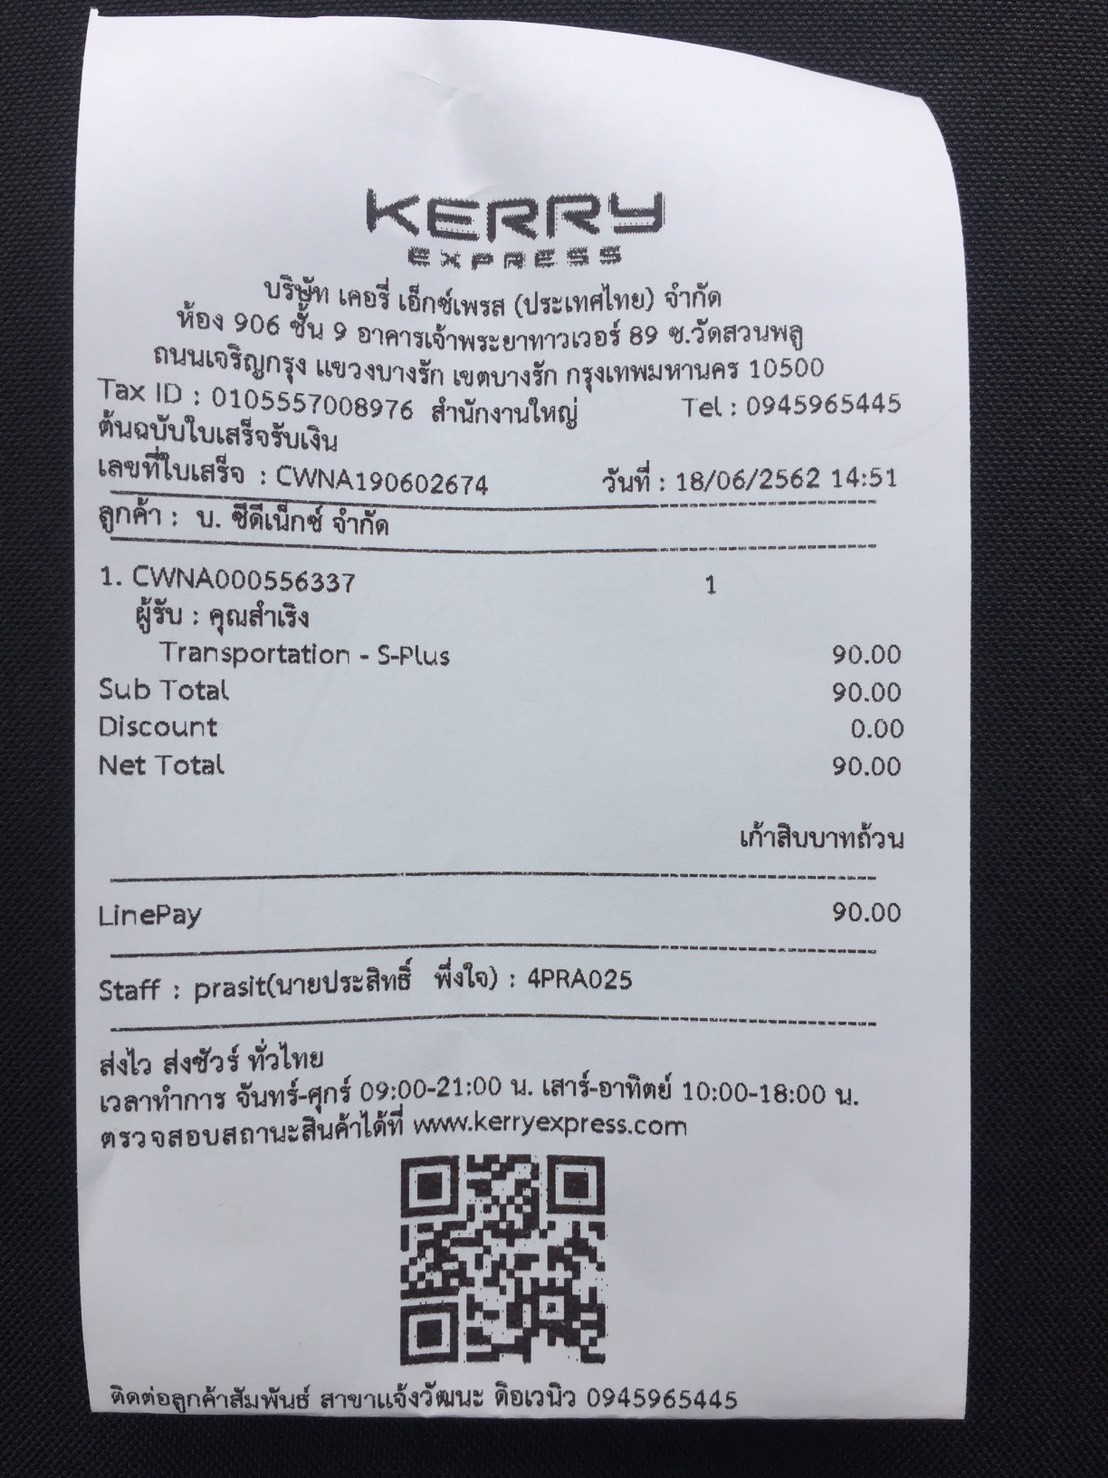 KERRY
EXPRESS
บริษัท เคอรี่ เอ็กซ์เพรส (ประเทศไทย) จำกัด
ห้อง 906 ชั้น 9 อาคารเจ้าพระยาทาวเวอร์ 89 ซ.วัดสวนพลู
ถนนเจริญกรุง แขวงบางรัก เขตบางรัก กรุงเทพมหานคร 10500
Tax ID : 0105557008976 สำนักงานใหญ่ Tel : 0945965445
ต้นฉบับใบเสร็จรับเงิน
เลขที่ใบเสร็จ : CWNA190602674 วันที่ : 18/06/2562 14:51
ลูกค้า : บ. ซีดีเน็กซ์ จำกัด
1. CWNA000556337 1
ผู้รับ : คุณสำเริง
Transportation - S-Plus 90.00
Sub Total 90.00
Discount 0.00
Net Total 90.00
เก้าสิบบาทถ้วน
LinePay 90.00
Staff : prasit(นายประสิทธิ์ พึ่งใจ) : 4PRA025
ส่งไว ส่งชัวร์ ทั่วไทย
เวลาทำการ จันทร์-ศุกร์ 09:00-21:00 น. เสาร์-อาทิตย์ 10:00-18:00 น.
ตรวจสอบสถานะสินค้าได้ที่ www.kerryexpress.com
ติดต่อลูกค้าสัมพันธ์ สาขาแจ้งวัฒนะ ดิอเวนิว 0945965445